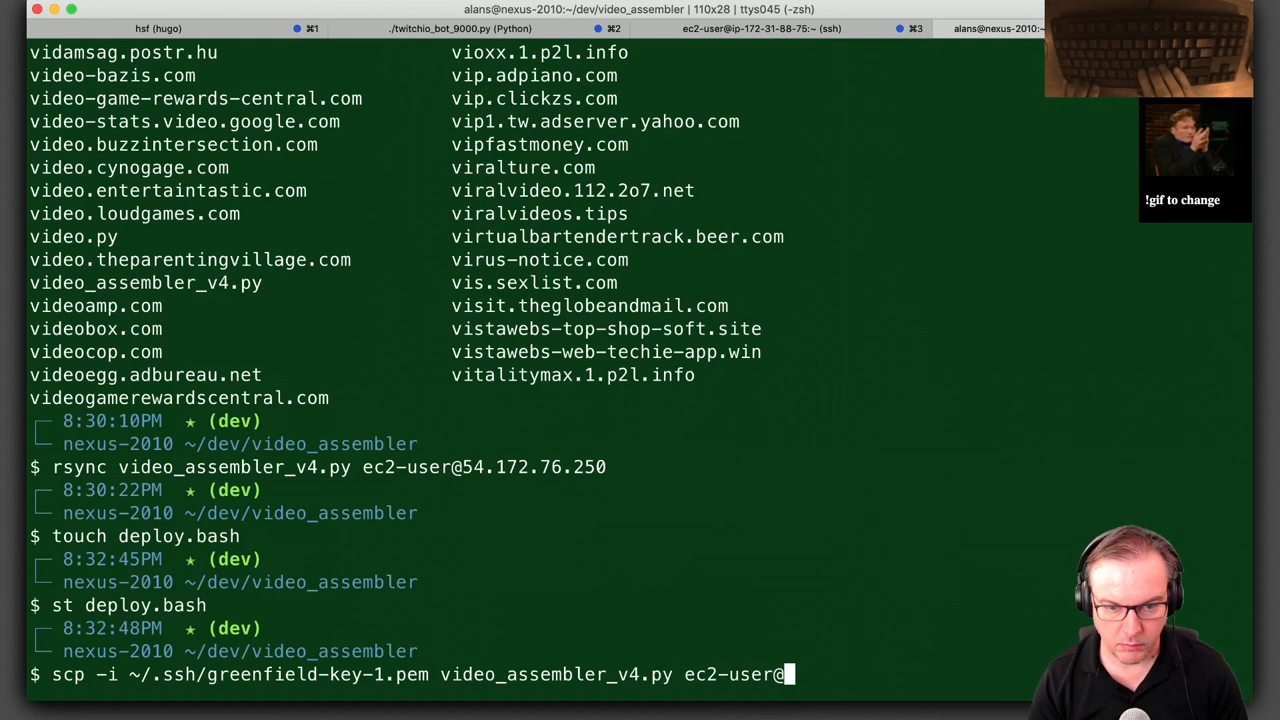 alans@nexus-2010:~/dev/video_assembler | 110x28 | ttys045 (-zsh)
hsf (hugo) ⌘1 ./twitchio_bot_9000.py (Python) ⌘2 ec2-user@ip-172-31-88-75:~ (ssh) ⌘3 alans@nexus-2010:~
vidamsag.postr.hu vioxx.1.p2l.info
video-bazis.com vip.adpiano.com
video-game-rewards-central.com vip.clickzs.com
video-stats.video.google.com vip1.tw.adserver.yahoo.com
video.buzzintersection.com vipfastmoney.com
video.cynogage.com viralture.com
video.entertaintastic.com viralvideo.112.2o7.net
video.loudgames.com viralvideos.tips
video.py virtualbartendertrack.beer.com
video.theparentingvillage.com virus-notice.com
video_assembler_v4.py vis.sexlist.com
videoamp.com visit.theglobeandmail.com
videobox.com vistawebs-top-shop-soft.site
videocop.com vistawebs-web-techie-app.win
videoegg.adbureau.net vitalitymax.1.p2l.info
videogamerewardscentral.com
8:30:10PM ★ (dev)
nexus-2010 ~/dev/video_assembler
$ rsync video_assembler_v4.py ec2-user@54.172.76.250
8:30:22PM ★ (dev)
nexus-2010 ~/dev/video_assembler
$ touch deploy.bash
8:32:45PM ★ (dev)
nexus-2010 ~/dev/video_assembler
$ st deploy.bash
8:32:48PM ★ (dev)
nexus-2010 ~/dev/video_assembler
$ scp -i ~/.ssh/greenfield-key-1.pem video_assembler_v4.py ec2-user@
!gif to change